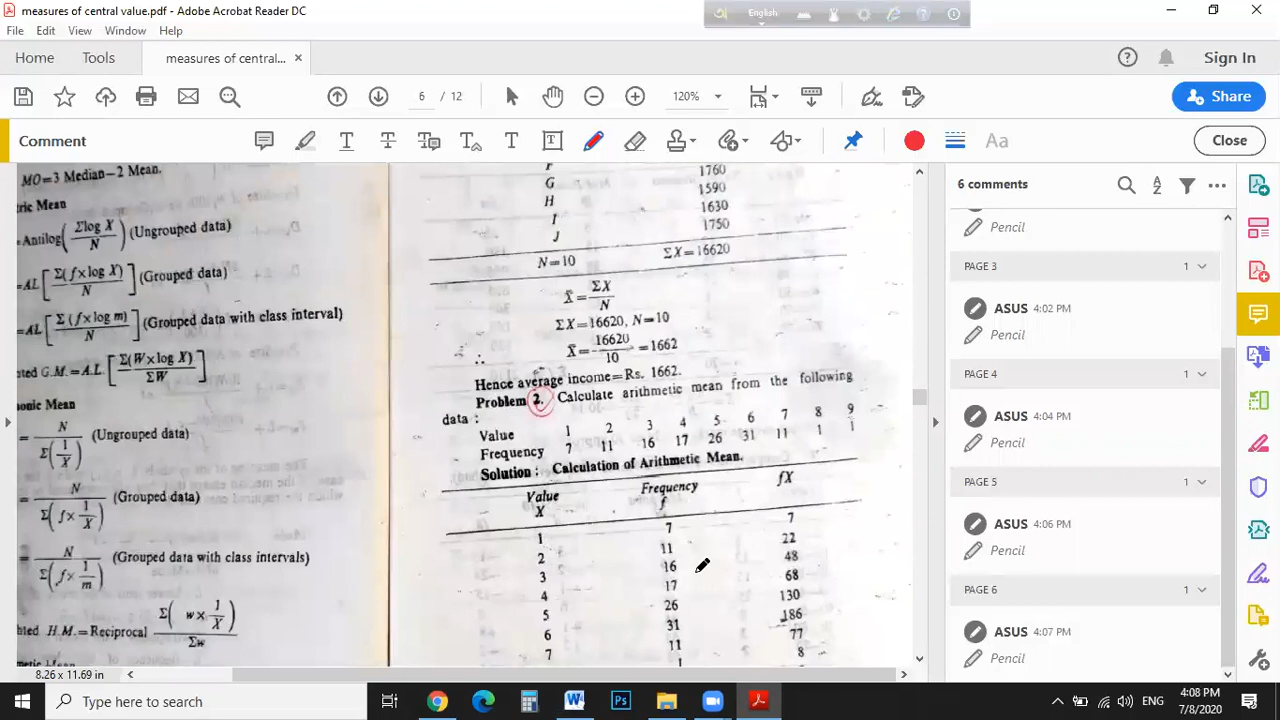 measures of central value.pdf - Adobe Acrobat Reader DC
English
File Edit View Window Help
Home Tools measures of central... × Sign In
6 / 12 120% Share
Comment Close
MO=3 Median−2 Mean.
tric Mean
=Antilog(Σlog X/N) (Ungrouped data)
=AL[Σ(f×log X)/N] (Grouped data)
=AL[Σ(f×log m)/N] (Grouped data with class interval)
hted G.M.=A.L.[Σ(W×log X)/ΣW]
monic Mean
=N/Σ(1/X) (Ungrouped data)
=N/Σ(f×1/X) (Grouped data)
=N/Σ(f×1/m) (Grouped data with class intervals)
hted H.M.=Reciprocal Σ(w×1/X)/Σw
F 1760
G 1590
H 1630
I 1750
J
N=10 ΣX=16620
X̄=ΣX/N
ΣX=16620, N=10
∴ X̄=16620/10=1662
Hence average income=Rs. 1662.
Problem 2. Calculate arithmetic mean from the following
data :
Value 1 2 3 4 5 6 7 8 9
Frequency 7 11 16 17 26 31 11 1 1
Solution : Calculation of Arithmetic Mean.
Value Frequency fX
X f
1 7 7
2 11 22
3 16 48
4 17 68
5 26 130
6 31 186
7 11 77
1 8
6 comments
Pencil
PAGE 3 1
ASUS 4:02 PM
Pencil
PAGE 4 1
ASUS 4:04 PM
Pencil
PAGE 5 1
ASUS 4:06 PM
Pencil
PAGE 6 1
ASUS 4:07 PM
Pencil
8.26 x 11.69 in
Type here to search
ENG
4:08 PM
7/8/2020